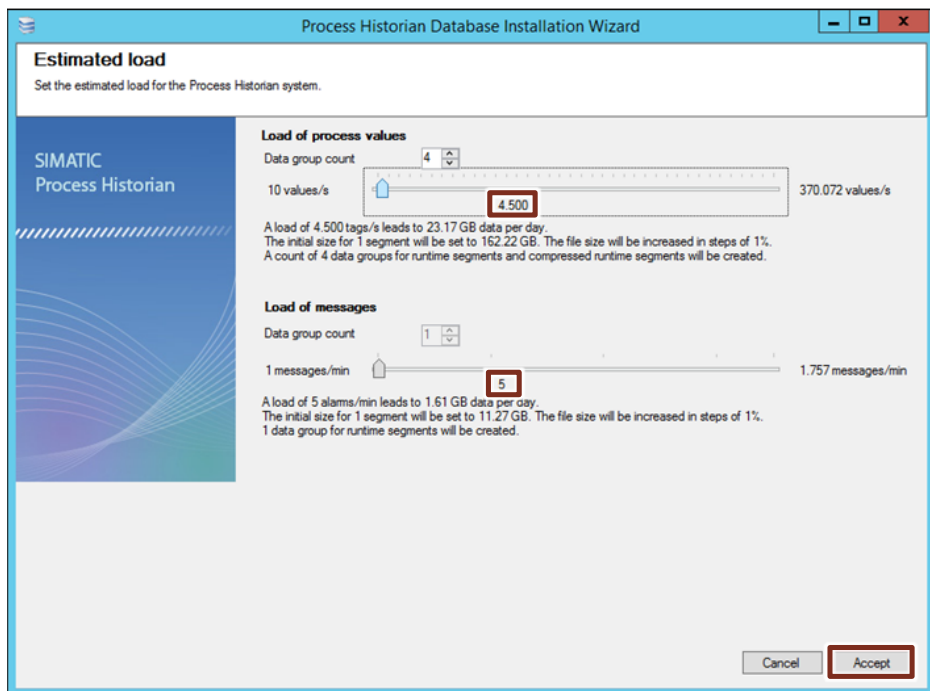 Process Historian Database Installation Wizard
Estimated load
Set the estimated load for the Process Historian system.
SIMATIC
Process Historian
Load of process values
Data group count 4
10 values/s 370.072 values/s
4.500
A load of 4.500 tags/s leads to 23.17 GB data per day.
The initial size for 1 segment will be set to 162.22 GB. The file size will be increased in steps of 1%.
A count of 4 data groups for runtime segments and compressed runtime segments will be created.
Load of messages
Data group count 1
1 messages/min 1.757 messages/min
5
A load of 5 alarms/min leads to 1.61 GB data per day.
The initial size for 1 segment will be set to 11.27 GB. The file size will be increased in steps of 1%.
1 data group for runtime segments will be created.
Cancel Accept